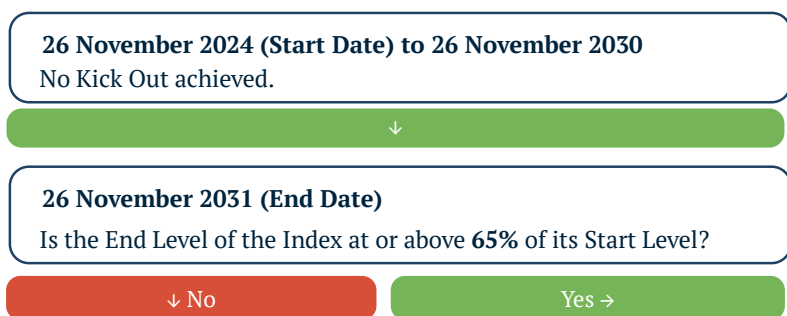 26 November 2024 (Start Date) to 26 November 2030
No Kick Out achieved.
↓
26 November 2031 (End Date)
Is the End Level of the Index at or above 65% of its Start Level?
↓ No
Yes →